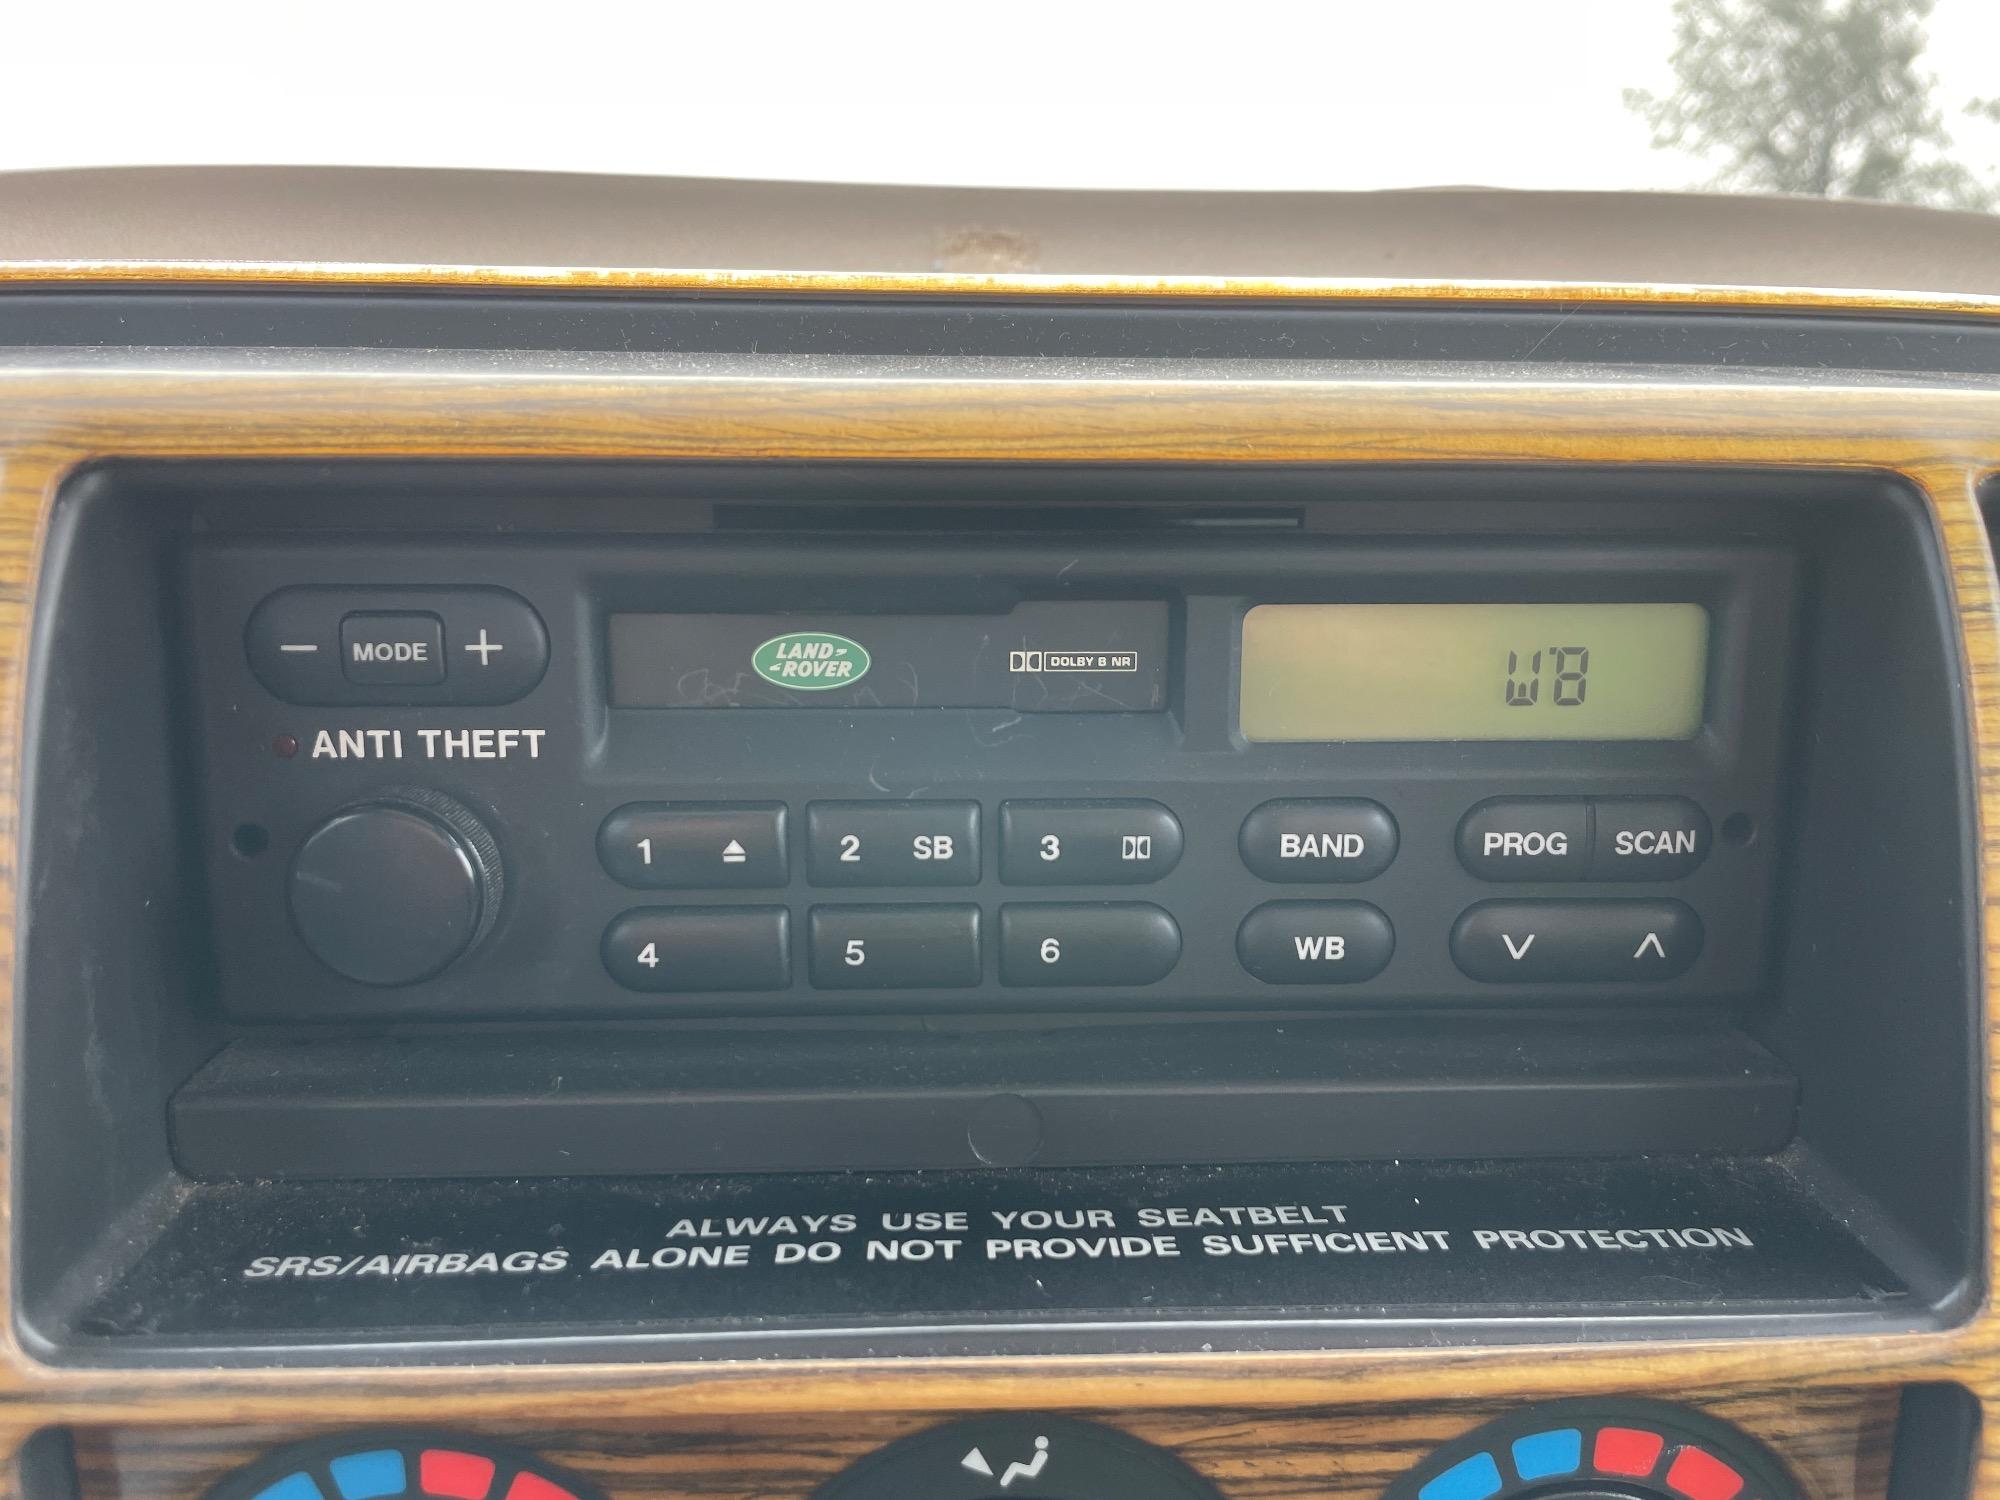 − MODE +
LAND
ROVER
DOLBY B NR
WB
ANTI THEFT
1 2 SB 3 BAND PROG SCAN
4 5 6 WB
ALWAYS USE YOUR SEATBELT
SRS/AIRBAGS ALONE DO NOT PROVIDE SUFFICIENT PROTECTION